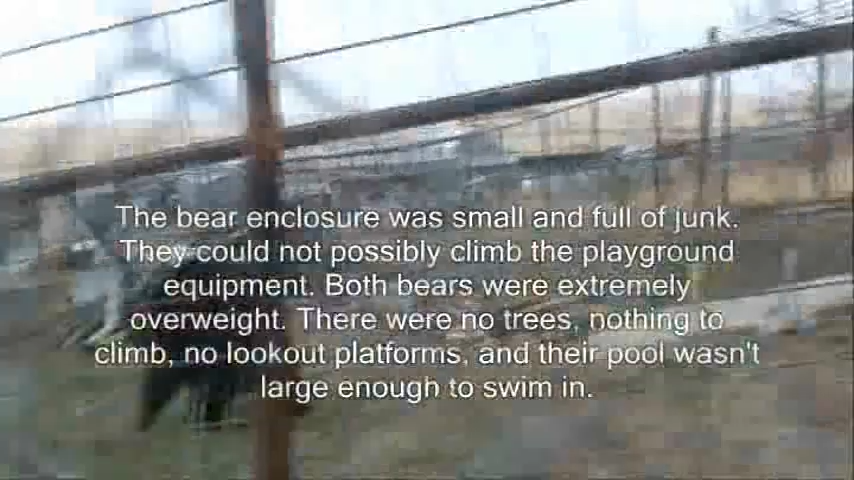 The bear enclosure was small and full of junk.
They could not possibly climb the playground
equipment. Both bears were extremely
overweight. There were no trees, nothing to
climb, no lookout platforms, and their pool wasn't
large enough to swim in.